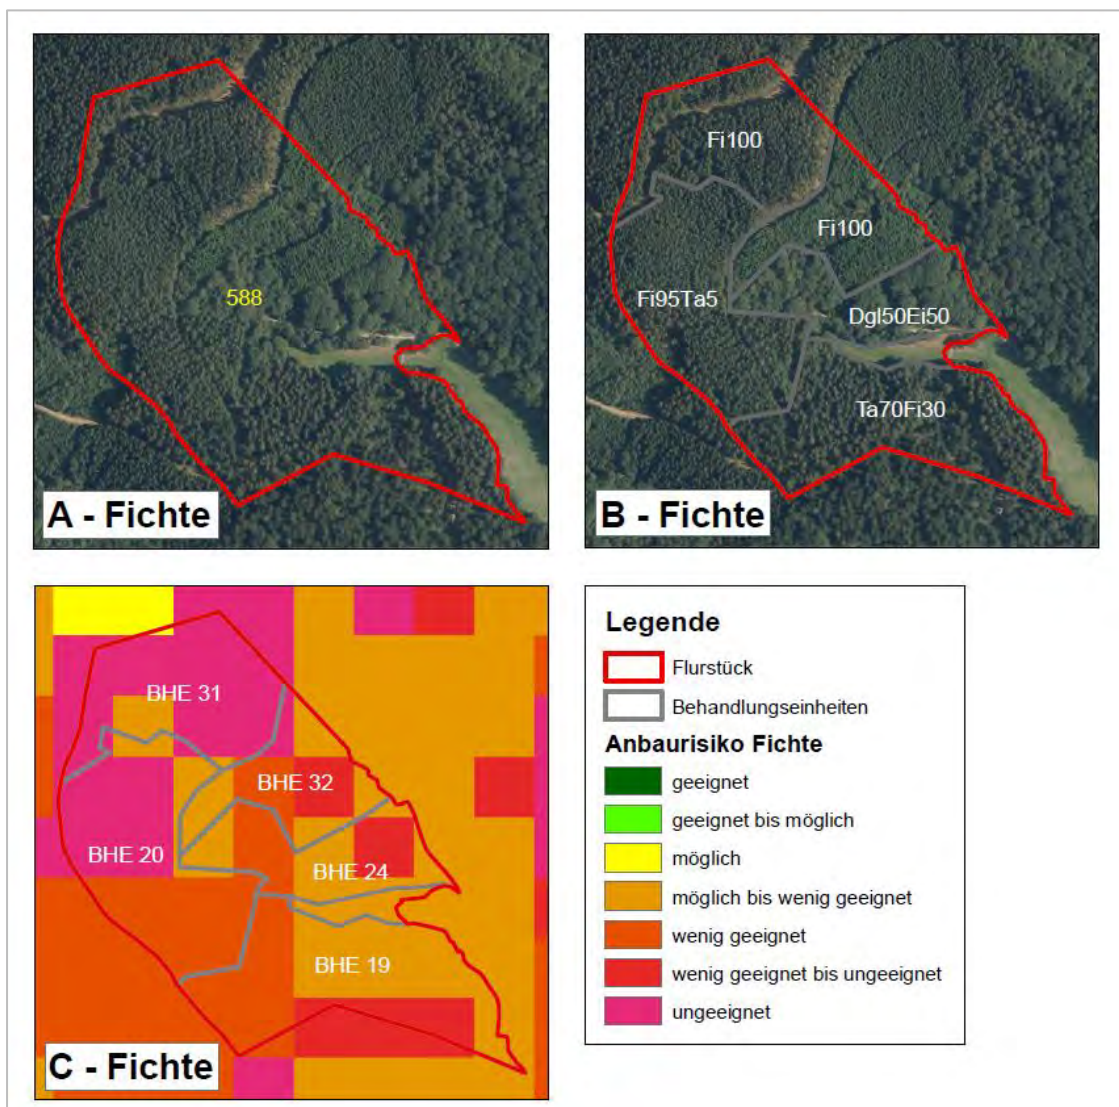 588
A - Fichte
Fi100
Fi100
Fi95Ta5
Dgl50Ei50
Ta70Fi30
B - Fichte
BHE 31
BHE 32
BHE 20
BHE 24
BHE 19
C - Fichte
Legende
Flurstück
Behandlungseinheiten
Anbaurisiko Fichte
geeignet
geeignet bis möglich
möglich
möglich bis wenig geeignet
wenig geeignet
wenig geeignet bis ungeeignet
ungeeignet